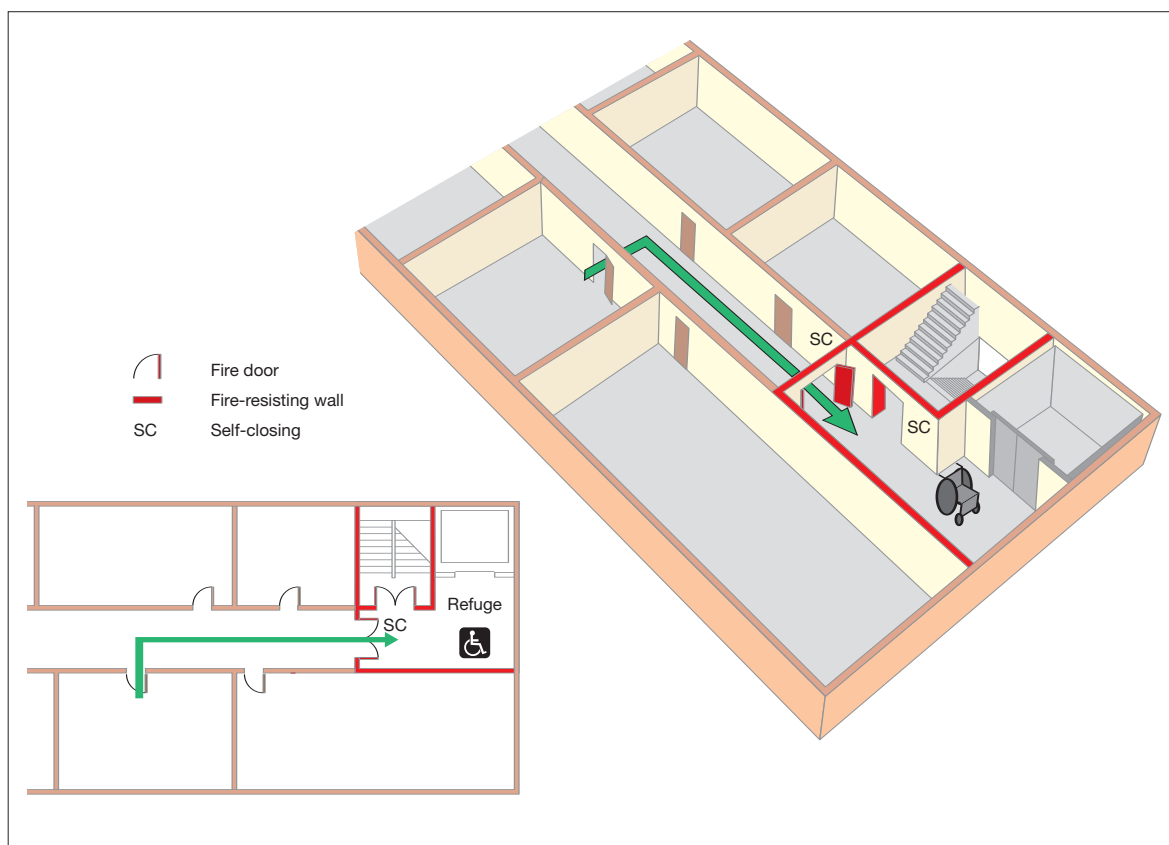 SC
SC
Fire door
Fire-resisting wall
SC Self-closing
Refuge
SC